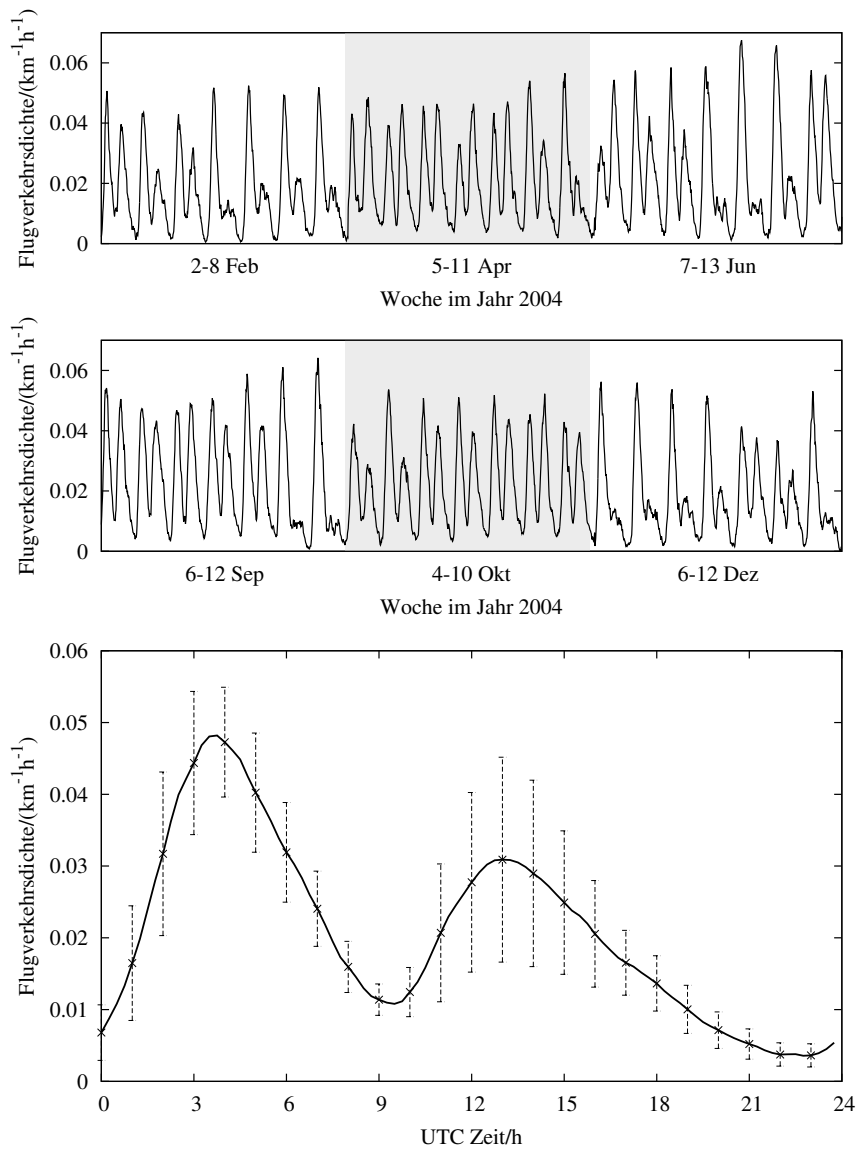 Flugverkehrsdichte/(km⁻¹h⁻¹)
0.06
0.04
0.02
0
2-8 Feb 5-11 Apr 7-13 Jun
Woche im Jahr 2004
Flugverkehrsdichte/(km⁻¹h⁻¹)
0.06
0.04
0.02
0
6-12 Sep 4-10 Okt 6-12 Dez
Woche im Jahr 2004
Flugverkehrsdichte/(km⁻¹h⁻¹)
0.06
0.05
0.04
0.03
0.02
0.01
0
0 3 6 9 12 15 18 21 24
UTC Zeit/h